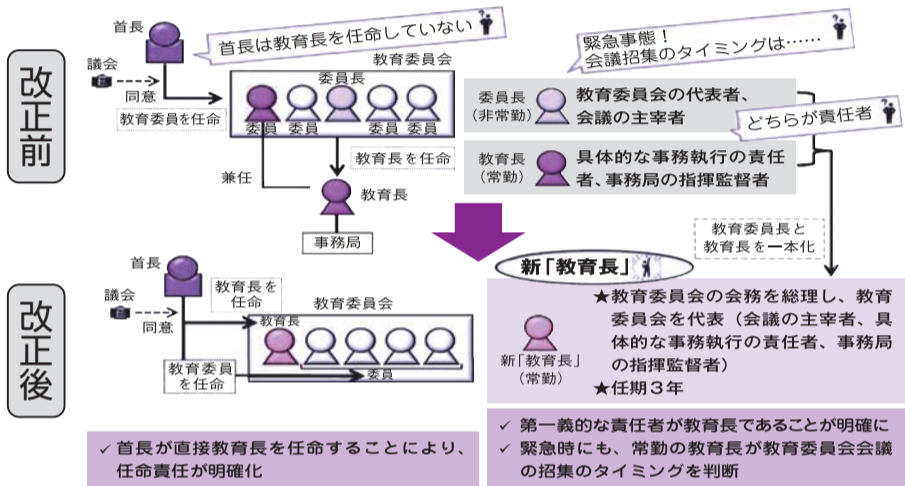 改正前
首長
首長は教育長を任命していない
緊急事態！
会議招集のタイミングは……
議会
同意
教育委員を任命
教育委員会
委員長
委員
委員
委員
委員
教育長を任命
兼任
教育長
事務局
委員長
（非常勤）
教育委員会の代表者、
会議の主宰者
どちらが責任者
教育長
（常勤）
具体的な事務執行の責任
者、事務局の指揮監督者
教育委員長と
教育長を一本化
改正後
首長
議会
同意
教育長を
任命
教育委員会
教育長
教育委員
を任命
委員
新「教育長」
新「教育長」
（常勤）
★教育委員会の会務を総理し、教育
委員会を代表（会議の主宰者、具
体的な事務執行の責任者、事務局
の指揮監督者）
★任期３年
✓ 首長が直接教育長を任命することにより、
任命責任が明確化
✓ 第一義的な責任者が教育長であることが明確に
✓ 緊急時にも、常勤の教育長が教育委員会会議
の招集のタイミングを判断